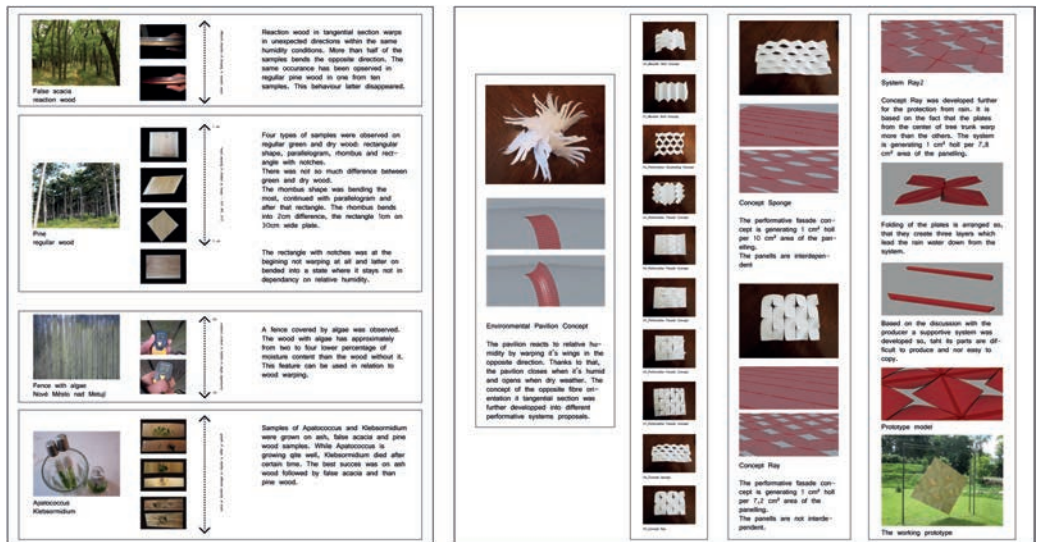 Reaction wood in tangential section warps
in unexpected directions within the same
humidity conditions. More than half of the
samples bends the opposite direction. The
same occurance has been opserved in
regullar pine wood in one from ten
samples. This behaviour latter disappeared.
False acacia
reaction wood
Four types of samples were observed on
regullar green and dry wood: rectangular
shape, parallelogram, rhombus and rect-
angle with notches.
There was not so much difference between
green and dry wood.
The rhombus shape was bending the
most, continued with parallelogram and
after that rectangle. The rhombus bends
into 2cm difference, the rectangle 1cm on
30cm wide plate.
The rectangle with notches was at the
begining not warping at all and latter on
bended into a state where it stays not in
dependancy on relative humidity.
Pine
regullar wood
A fence covered by algae was observed.
The wood with algae has approximately
from two to four lower percentage of
moisture content than the wood without it.
This feature can be used in relation to
wood warping.
Fence with algae
Nové Město nad Metují
Samples of Apatococcus and Klebsormidium
were grown on ash, false acacia and pine
wood samples. While Apatococcus is
growing qite well, Klebsormidium died after
certain time. The best succes was on ash
wood followed by false acacia and than
pine wood.
Apatococcus
Klebsormidium
Environmental Pavilion Concept
The pavilion reacts to relative hu-
midity by warping it's wings in the
opposite direction. Thanks to that,
the pavilion closes when it's humid
and opens when dry weather. The
concept of the opposite fibre ori-
entation it tangential section was
further developped into different
performative systems proposals.
Concept Sponge
The performative fasade con-
cept is generating 1 cm² holl
per 10 cm² area of the pan-
elling.
The panels are interdepen-
dent
Concept Ray
The performative fasade con-
cept is generating 1 cm² holl
per 7,2 cm² area of the
panelling.
The panels are not interde-
pendent.
System Ray2
Concept Ray was developed further
for the protection from rain. It is
based on the fact that the plates
from the center of tree trunk warp
more than the others. The system
is generating 1 cm² holl per 7,8
cm² area of the panelling.
Folding of the plates is arranged so,
that they create three layers which
lead the rain water down from the
system.
Based on the discussion with the
producer a supportive system was
developed so, taht its parts are dif-
ficult to produce and nor easy to
copy.
Prototype model
The working prototype